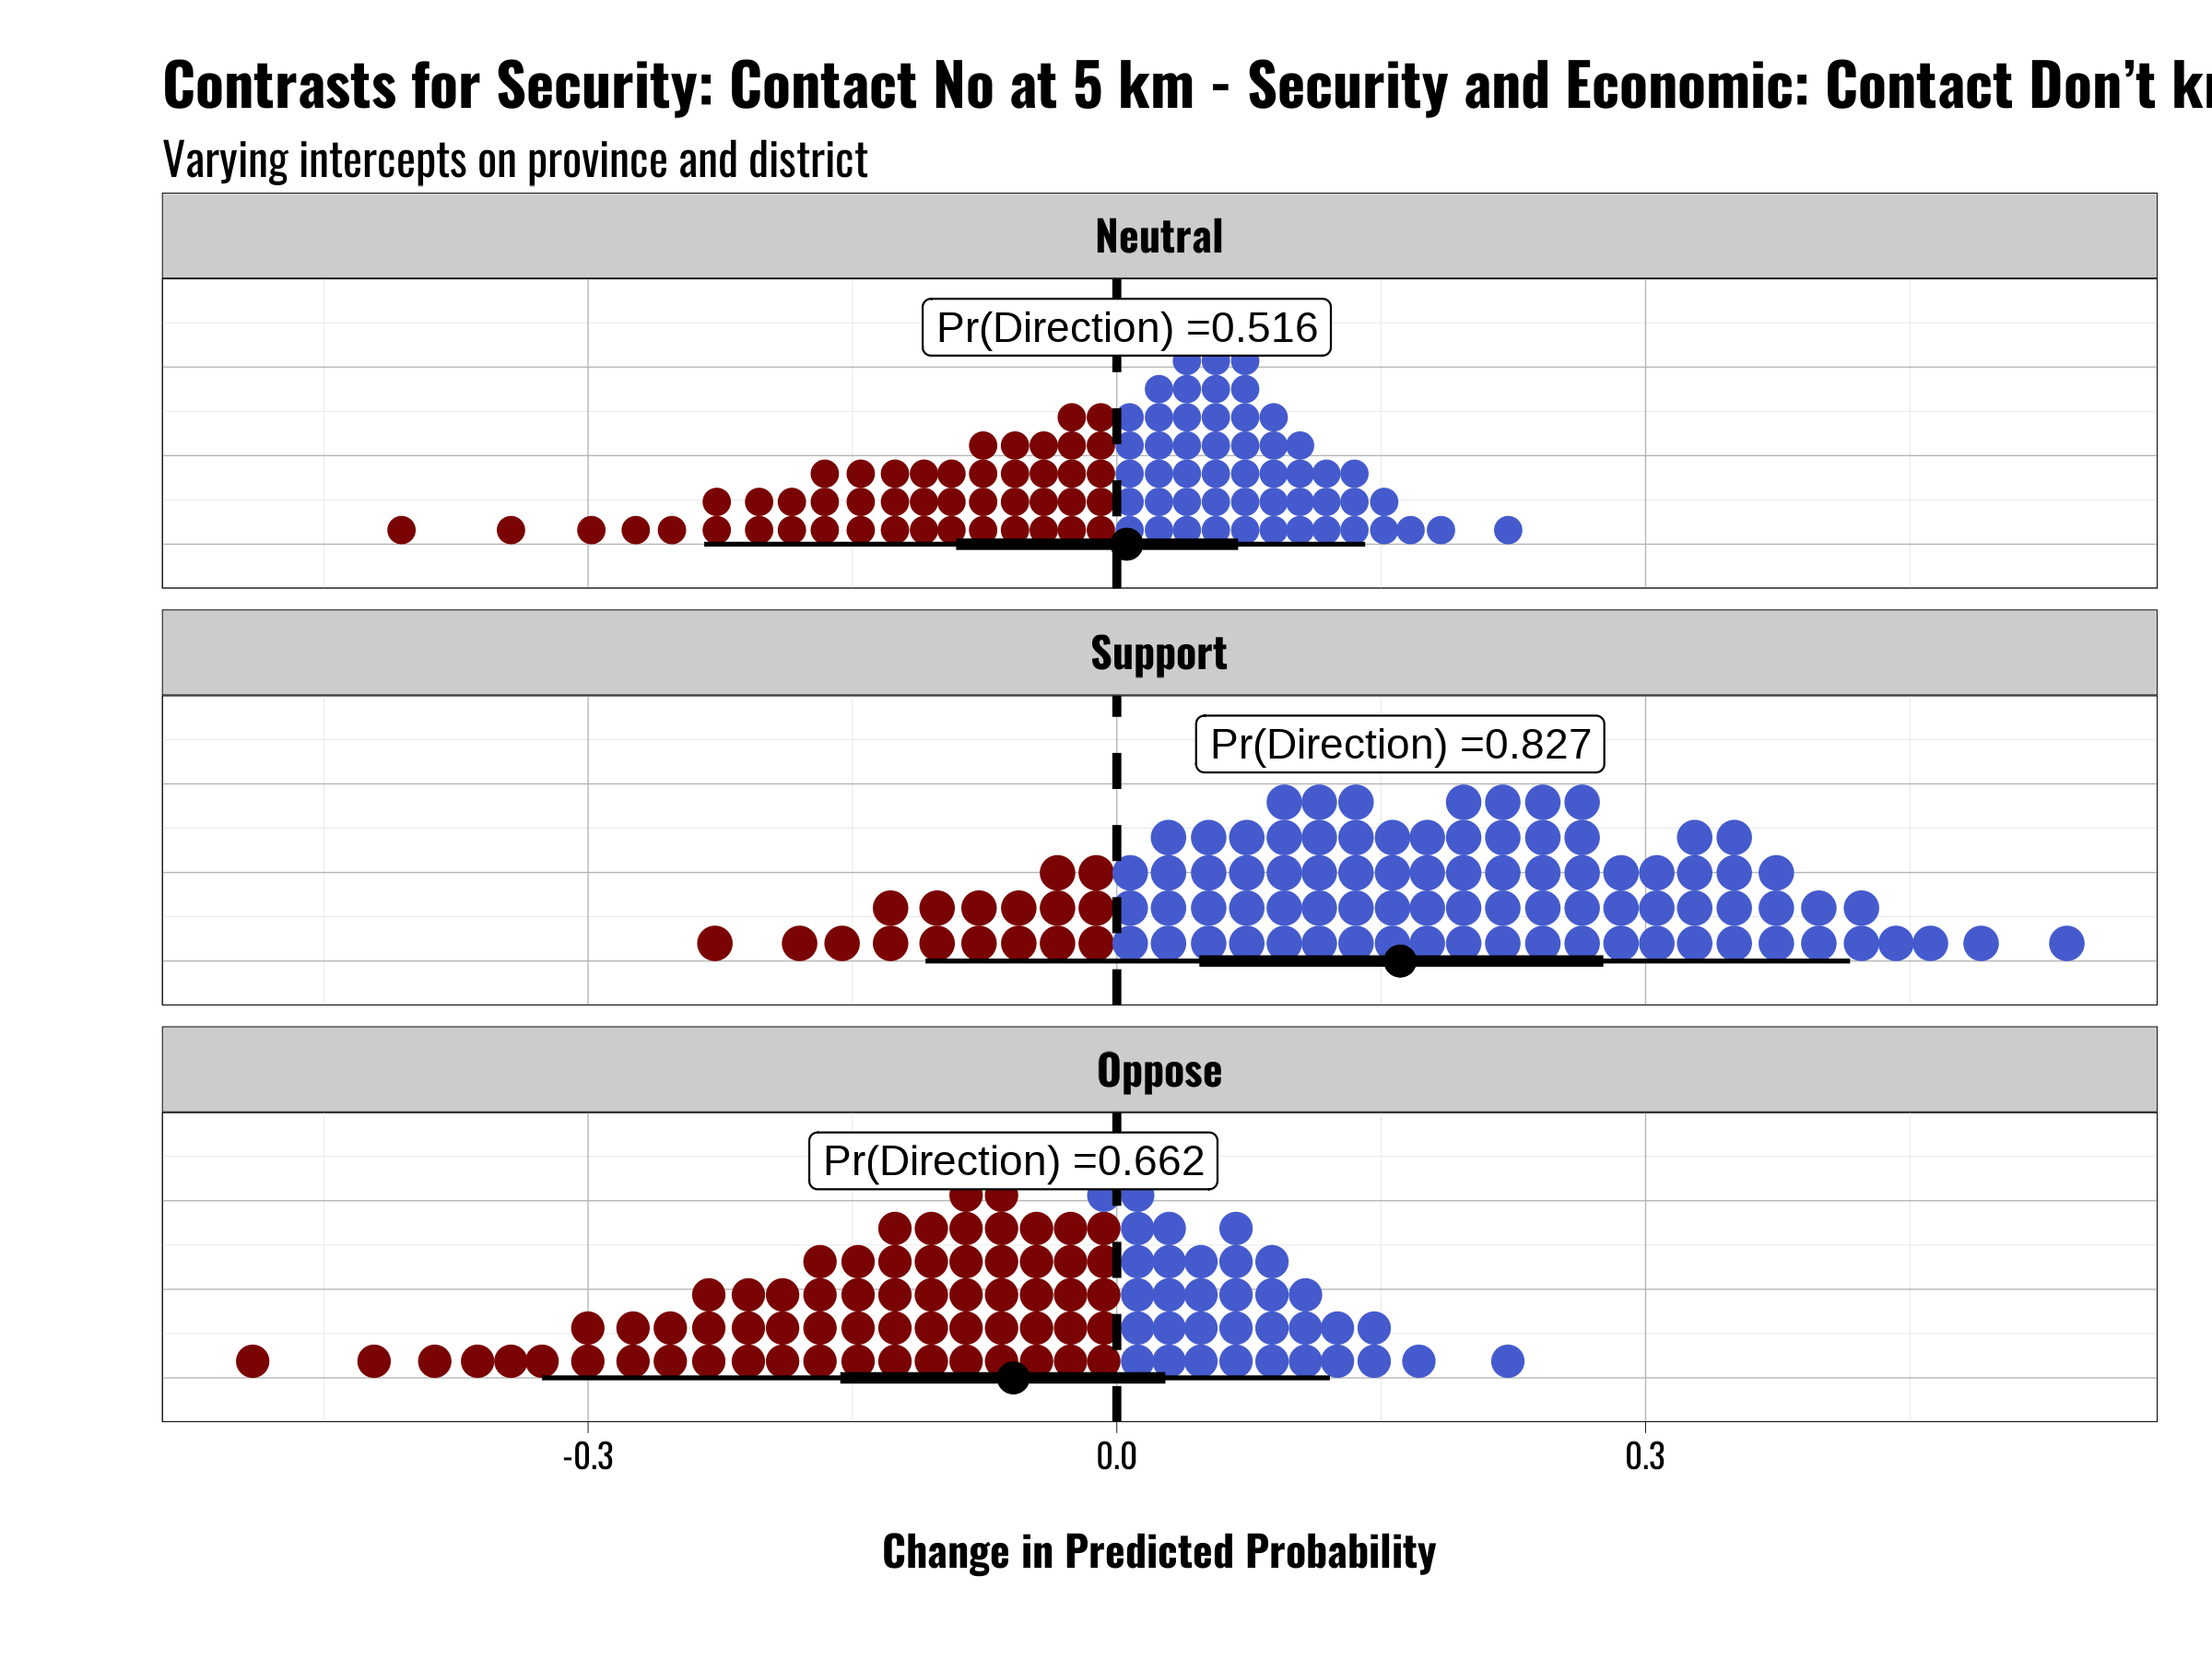 Contrasts for Security: Contact No at 5 km - Security and Economic: Contact Don’t
Varying intercepts on province and district
Neutral
Pr(Direction) =0.516
Support
Pr(Direction) =0.827
Oppose
Pr(Direction) =0.662
-0.3 0.0 0.3
Change in Predicted Probability